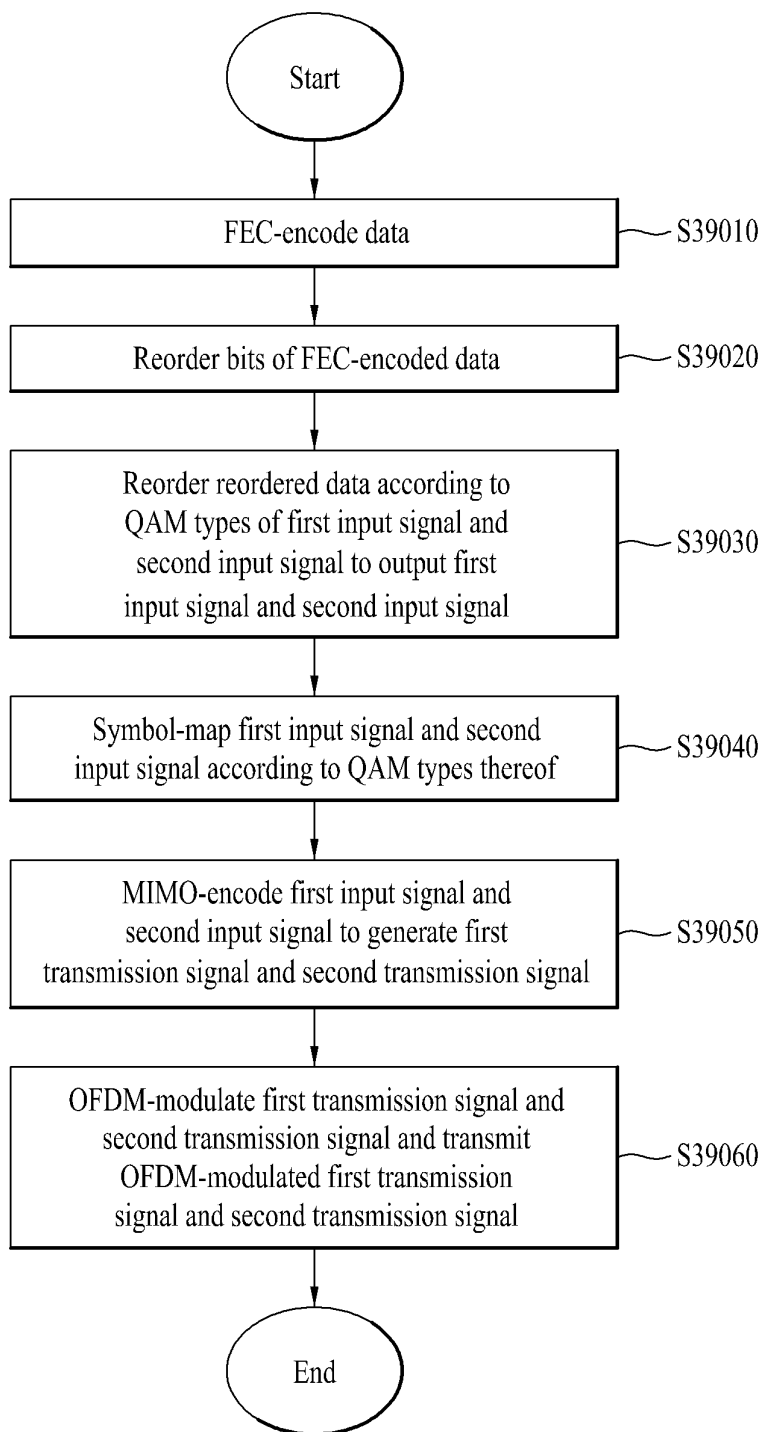 Start
FEC-encode data
S39010
Reorder bits of FEC-encoded data
S39020
Reorder reordered data according to
QAM types of first input signal and
second input signal to output first
input signal and second input signal
S39030
Symbol-map first input signal and second
input signal according to QAM types thereof
S39040
MIMO-encode first input signal and
second input signal to generate first
transmission signal and second transmission signal
S39050
OFDM-modulate first transmission signal and
second transmission signal and transmit
OFDM-modulated first transmission
signal and second transmission signal
S39060
End